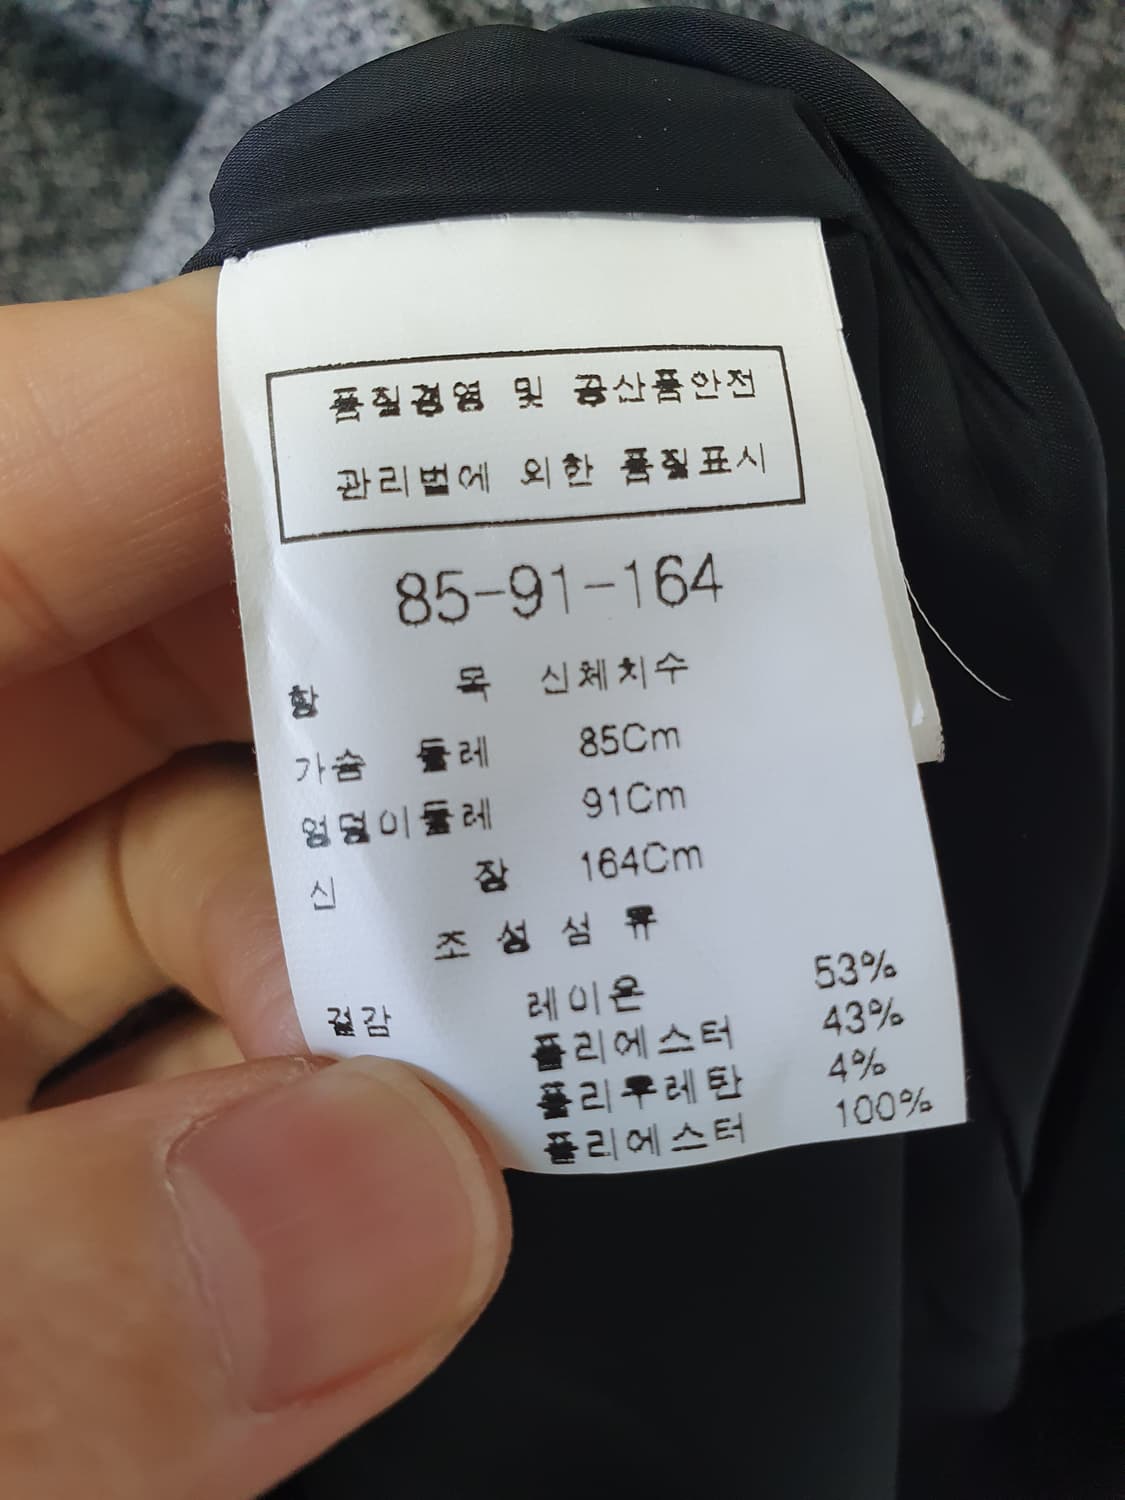 품질경영 및 공산품안전
관리법에 의한 품질표시
85-91-164
항 목 신체치수
가슴 둘레 85Cm
엉덩이둘레 91Cm
신 장 164Cm
조 성 섬 유
겉감 레이온 53%
폴리에스터 43%
폴리우레탄 4%
폴리에스터 100%